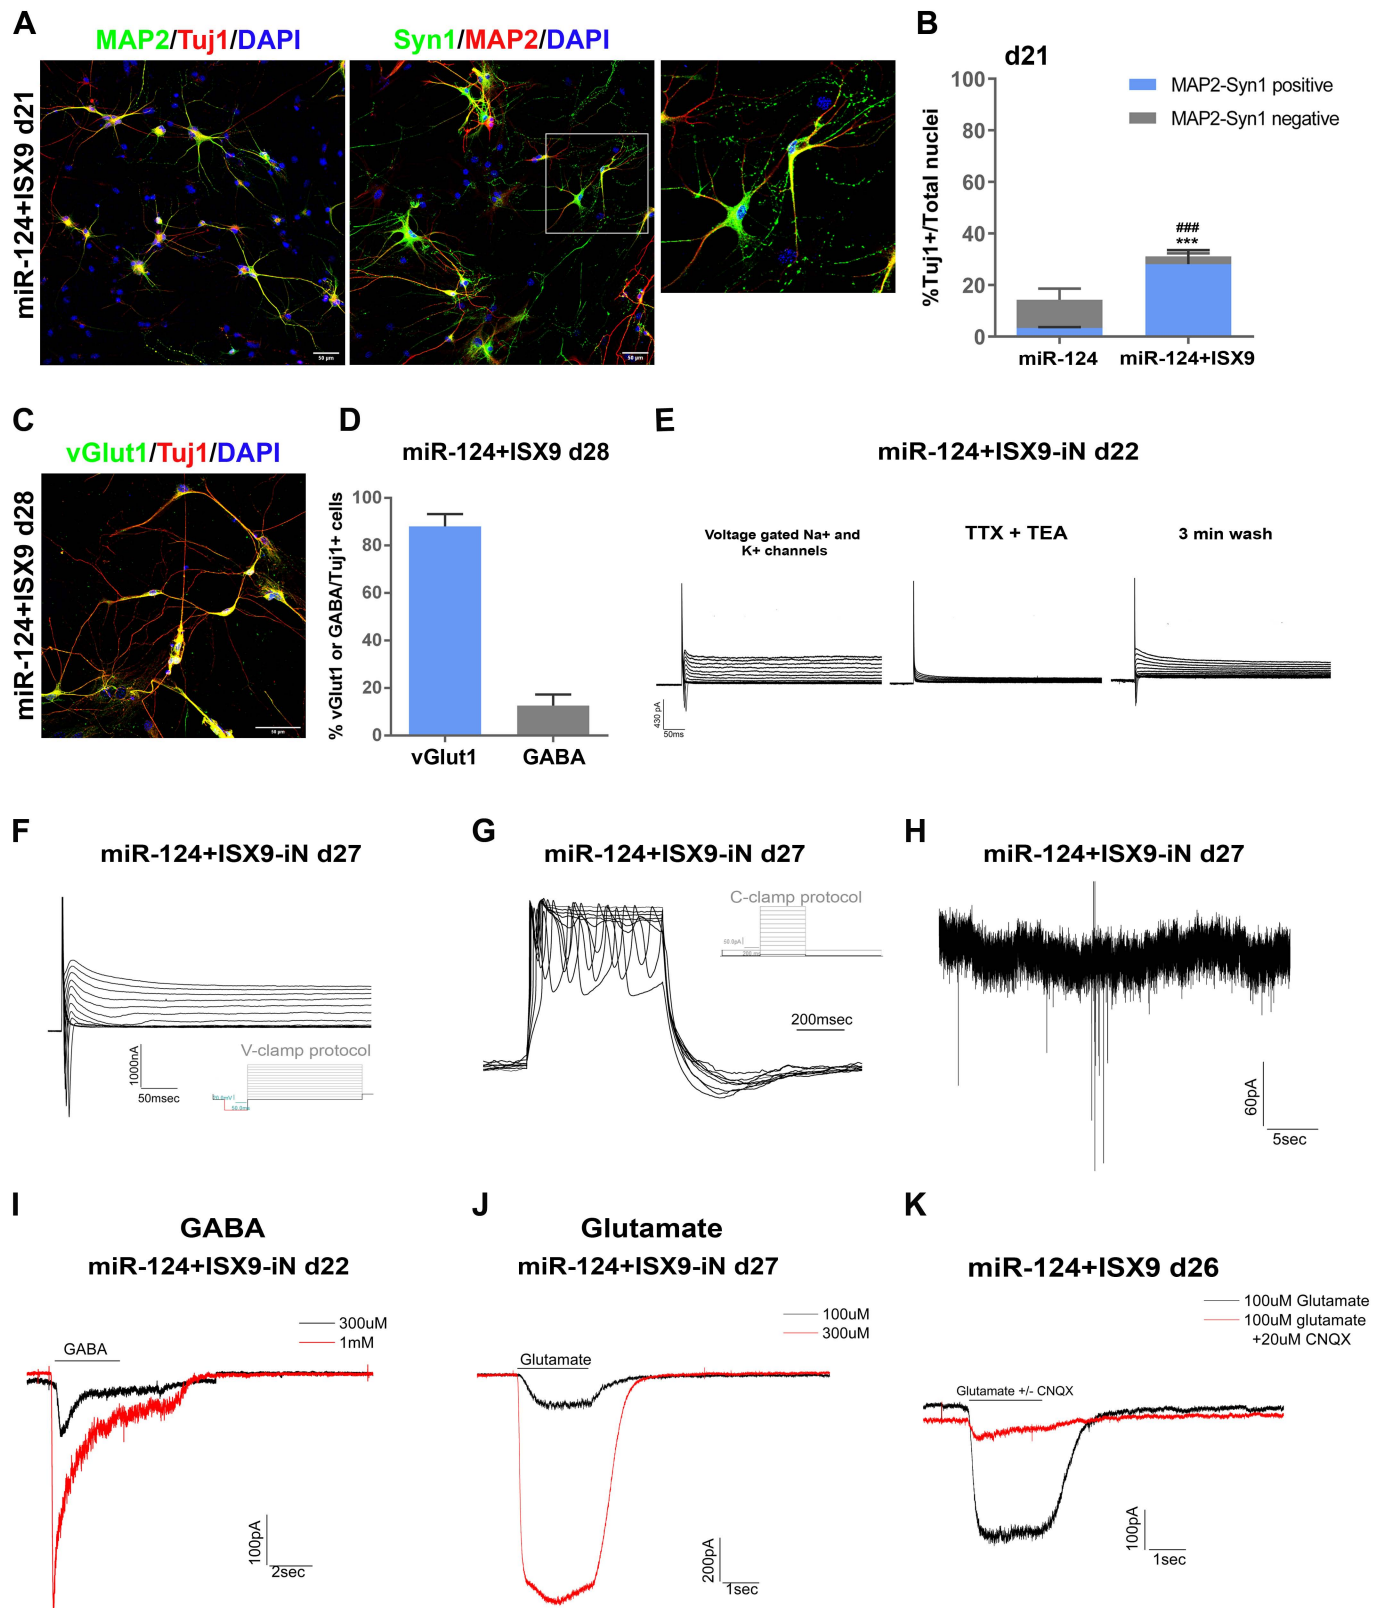 A
MAP2/Tuj1/DAPI
Syn1/MAP2/DAPI
miR-124+ISX9 d21
50 μm
50 μm
B
d21
MAP2-Syn1 positive
MAP2-Syn1 negative
%Tuj1+/Total nuclei
100
80
60
40
20
0
###
***
miR-124
miR-124+ISX9
C
vGlut1/Tuj1/DAPI
miR-124+ISX9 d28
50 μm
D
miR-124+ISX9 d28
% vGlut1 or GABA/Tuj1+ cells
100
80
60
40
20
0
vGlut1
GABA
E
miR-124+ISX9-iN d22
Voltage gated Na+ and
K+ channels
TTX + TEA
3 min wash
430 pA
50ms
F
miR-124+ISX9-iN d27
1000nA
50msec
V-clamp protocol
G
miR-124+ISX9-iN d27
C-clamp protocol
200msec
H
miR-124+ISX9-iN d27
60pA
5sec
I
GABA
miR-124+ISX9-iN d22
300uM
1mM
GABA
100pA
2sec
J
Glutamate
miR-124+ISX9-iN d27
100uM
300uM
Glutamate
200pA
1sec
K
miR-124+ISX9 d26
100uM Glutamate
100uM glutamate
+20uM CNQX
Glutamate +/- CNQX
100pA
1sec